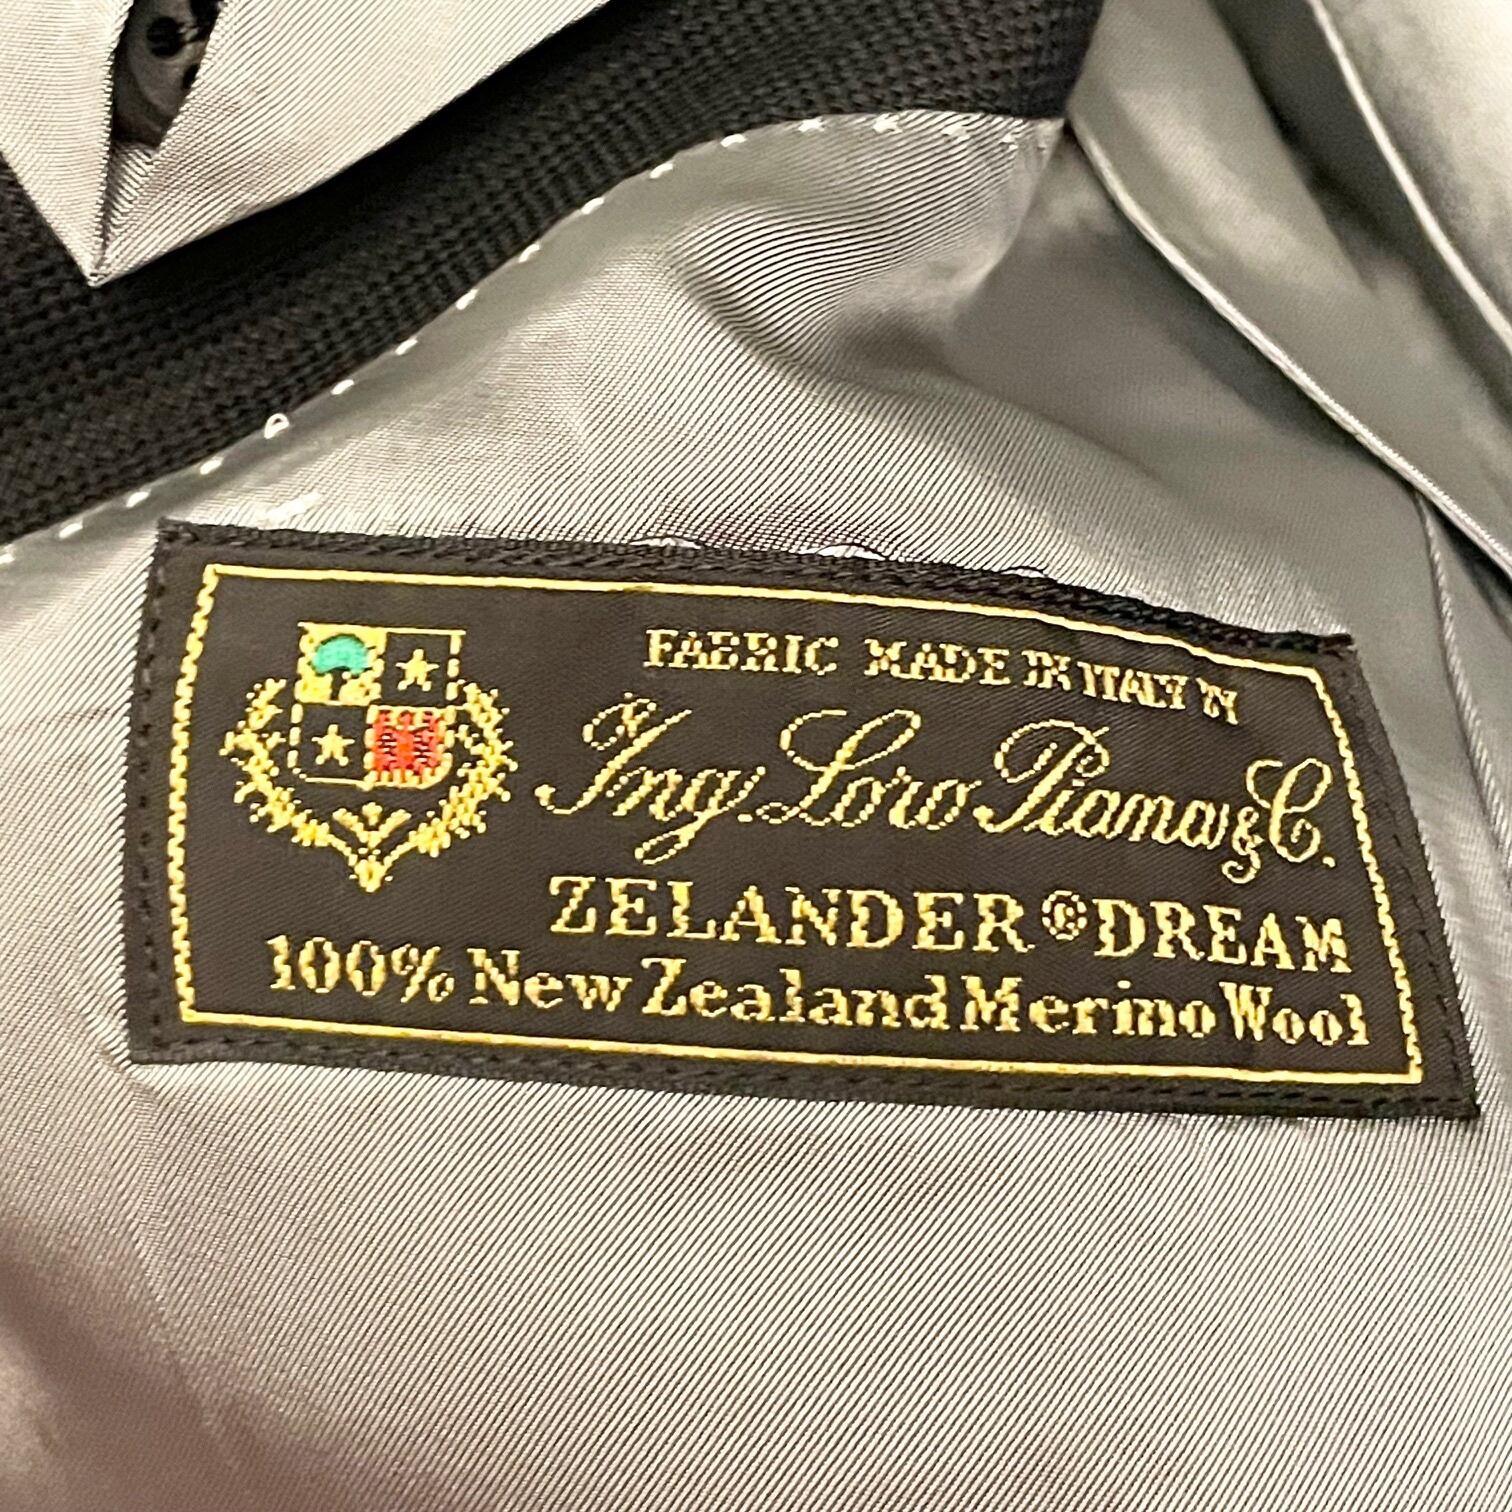 FABRIC MADE IN ITALY BY
Ing. Loro Piana & C.
ZELANDER ® DREAM
100% New Zealand Merino Wool